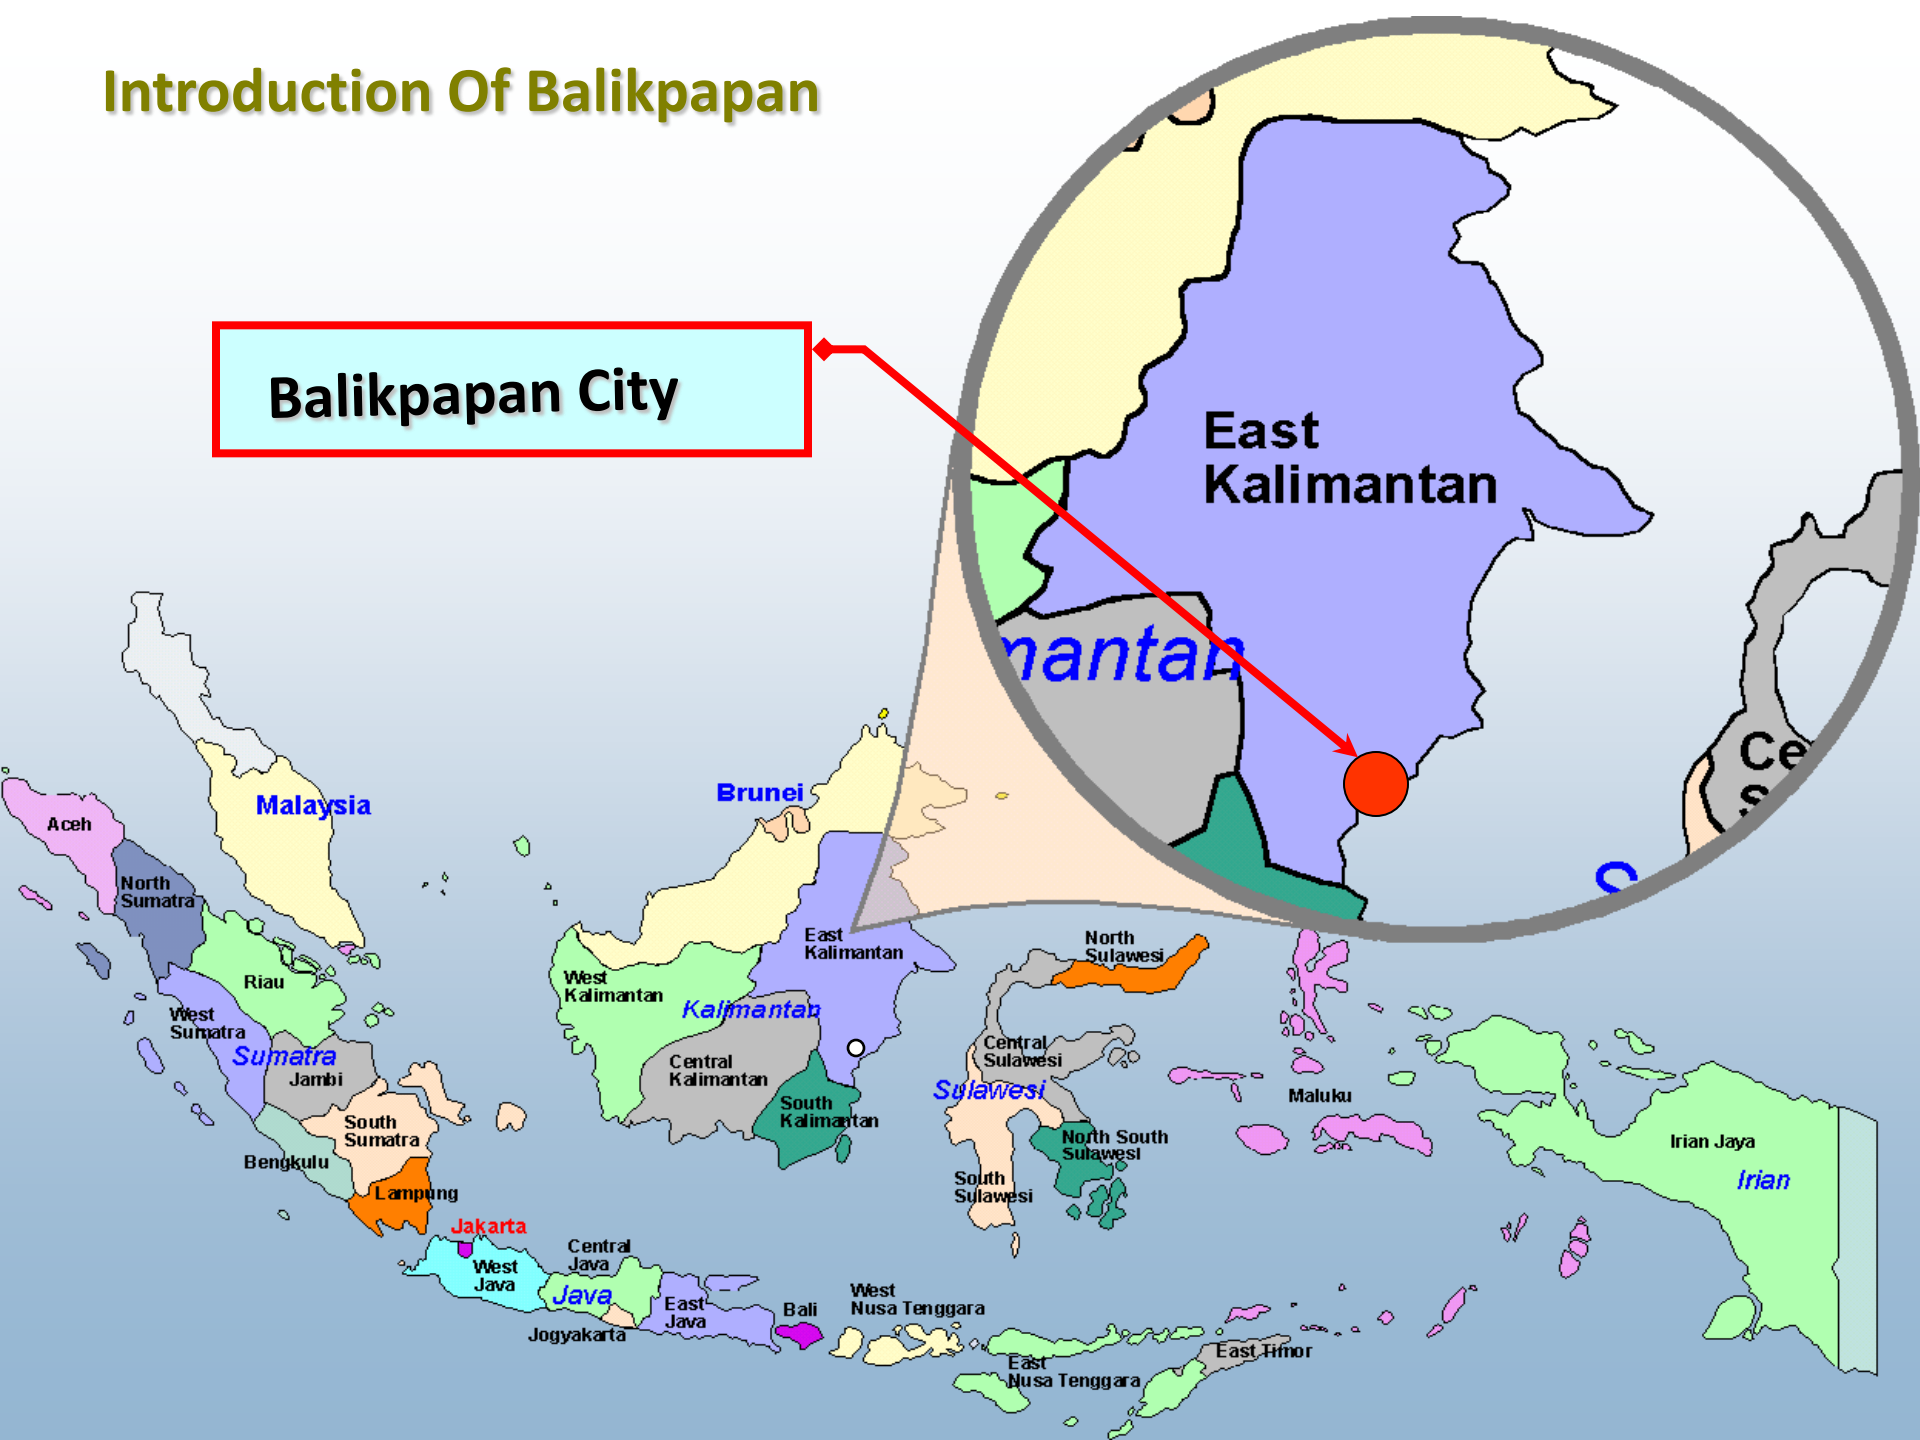 Introduction Of Balikpapan
Balikpapan City
East
Kalimantan
mantan
Ce
S
S
Malaysia
Brunei
Aceh
North
Sumatra
Riau
West
Sumatra
Sumatra
Jambi
South
Sumatra
Bengkulu
Lampung
Jakarta
West
Java
Central
Java
Java
Jogyakarta
East
Java
Bali
West
Nusa Tenggara
East
Nusa Tenggara
East Timor
West
Kalimantan
Kalimantan
East
Kalimantan
Central
Kalimantan
South
Kalimantan
North
Sulawesi
Central
Sulawesi
Sulawesi
North South
Sulawesi
South
Sulawesi
Maluku
Irian Jaya
Irian